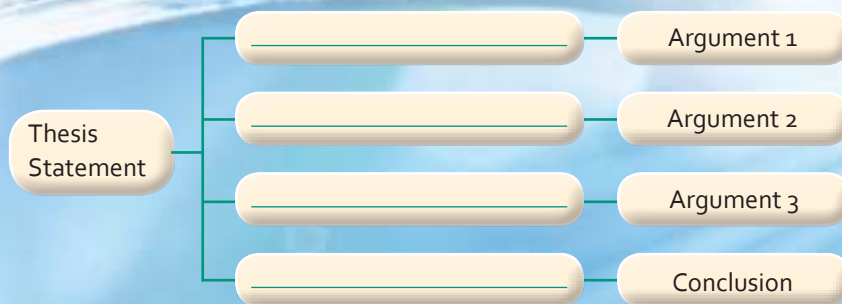 Argument 1
Argument 2
Thesis
Statement
Argument 3
Conclusion